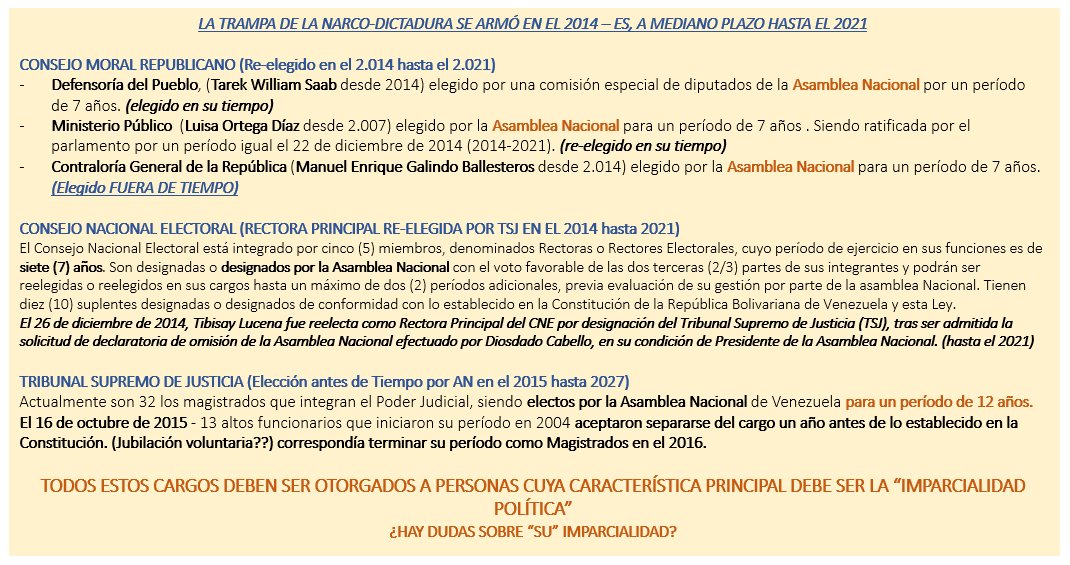 LA TRAMPA DE LA NARCO-DICTADURA SE ARMÓ EN EL 2014 – ES, A MEDIANO PLAZO HASTA EL 2021
CONSEJO MORAL REPUBLICANO (Re-elegido en el 2.014 hasta el 2.021)
- Defensoría del Pueblo, (Tarek William Saab desde 2014) elegido por una comisión especial de diputados de la Asamblea Nacional por un período
de 7 años. (elegido en su tiempo)
- Ministerio Público (Luisa Ortega Díaz desde 2.007) elegido por la Asamblea Nacional para un período de 7 años . Siendo ratificada por el
parlamento por un período igual el 22 de diciembre de 2014 (2014-2021). (re-elegido en su tiempo)
- Contraloría General de la República (Manuel Enrique Galindo Ballesteros desde 2.014) elegido por la Asamblea Nacional para un período de 7 años.
(Elegido FUERA DE TIEMPO)
CONSEJO NACIONAL ELECTORAL (RECTORA PRINCIPAL RE-ELEGIDA POR TSJ EN EL 2014 hasta 2021)
El Consejo Nacional Electoral está integrado por cinco (5) miembros, denominados Rectoras o Rectores Electorales, cuyo período de ejercicio en sus funciones es de
siete (7) años. Son designadas o designados por la Asamblea Nacional con el voto favorable de las dos terceras (2/3) partes de sus integrantes y podrán ser
reelegidas o reelegidos en sus cargos hasta un máximo de dos (2) períodos adicionales, previa evaluación de su gestión por parte de la asamblea Nacional. Tienen
diez (10) suplentes designadas o designados de conformidad con lo establecido en la Constitución de la República Bolivariana de Venezuela y esta Ley.
El 26 de diciembre de 2014, Tibisay Lucena fue reelecta como Rectora Principal del CNE por designación del Tribunal Supremo de Justicia (TSJ), tras ser admitida la
solicitud de declaratoria de omisión de la Asamblea Nacional efectuado por Diosdado Cabello, en su condición de Presidente de la Asamblea Nacional. (hasta el 2021)
TRIBUNAL SUPREMO DE JUSTICIA (Elección antes de Tiempo por AN en el 2015 hasta 2027)
Actualmente son 32 los magistrados que integran el Poder Judicial, siendo electos por la Asamblea Nacional de Venezuela para un período de 12 años.
El 16 de octubre de 2015 - 13 altos funcionarios que iniciaron su período en 2004 aceptaron separarse del cargo un año antes de lo establecido en la
Constitución. (Jubilación voluntaria??) correspondía terminar su período como Magistrados en el 2016.
TODOS ESTOS CARGOS DEBEN SER OTORGADOS A PERSONAS CUYA CARACTERÍSTICA PRINCIPAL DEBE SER LA “IMPARCIALIDAD
POLÍTICA”
¿HAY DUDAS SOBRE “SU” IMPARCIALIDAD?